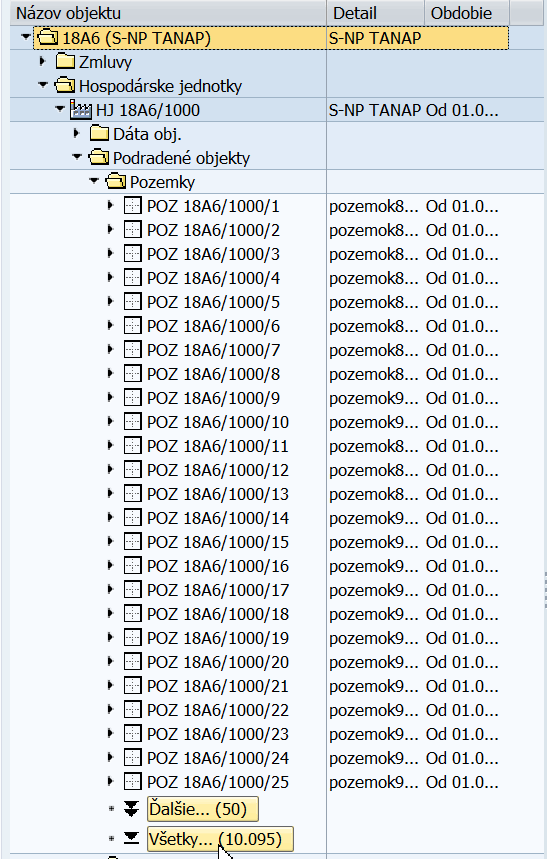 Názov objektu Detail Obdobie
18A6 (S-NP TANAP) S-NP TANAP
Zmluvy
Hospodárske jednotky
HJ 18A6/1000 S-NP TANAP Od 01.0...
Dáta obj.
Podradené objekty
Pozemky
POZ 18A6/1000/1 pozemok8... Od 01.0...
POZ 18A6/1000/2 pozemok8... Od 01.0...
POZ 18A6/1000/3 pozemok8... Od 01.0...
POZ 18A6/1000/4 pozemok8... Od 01.0...
POZ 18A6/1000/5 pozemok8... Od 01.0...
POZ 18A6/1000/6 pozemok8... Od 01.0...
POZ 18A6/1000/7 pozemok8... Od 01.0...
POZ 18A6/1000/8 pozemok8... Od 01.0...
POZ 18A6/1000/9 pozemok9... Od 01.0...
POZ 18A6/1000/10 pozemok9... Od 01.0...
POZ 18A6/1000/11 pozemok8... Od 01.0...
POZ 18A6/1000/12 pozemok8... Od 01.0...
POZ 18A6/1000/13 pozemok8... Od 01.0...
POZ 18A6/1000/14 pozemok9... Od 01.0...
POZ 18A6/1000/15 pozemok9... Od 01.0...
POZ 18A6/1000/16 pozemok9... Od 01.0...
POZ 18A6/1000/17 pozemok9... Od 01.0...
POZ 18A6/1000/18 pozemok9... Od 01.0...
POZ 18A6/1000/19 pozemok9... Od 01.0...
POZ 18A6/1000/20 pozemok9... Od 01.0...
POZ 18A6/1000/21 pozemok9... Od 01.0...
POZ 18A6/1000/22 pozemok9... Od 01.0...
POZ 18A6/1000/23 pozemok9... Od 01.0...
POZ 18A6/1000/24 pozemok9... Od 01.0...
POZ 18A6/1000/25 pozemok9... Od 01.0...
Ďalšie... (50)
Všetky... (10.095)